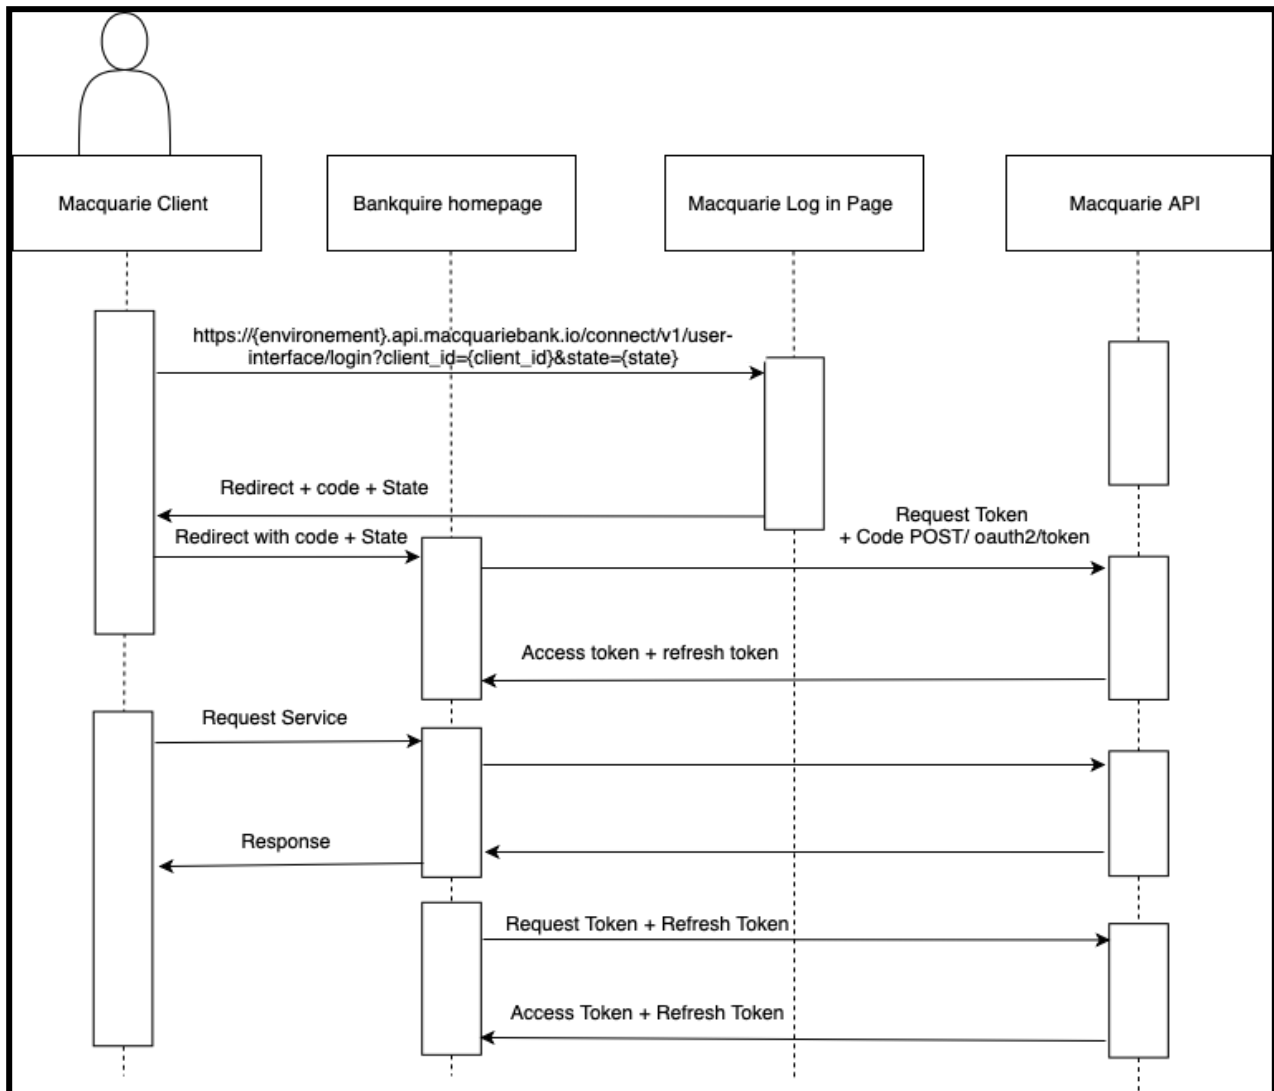 Macquarie Client
Bankquire homepage
Macquarie Log in Page
Macquarie API
https://{environement}.api.macquariebank.io/connect/v1/user-
interface/login?client_id={client_id}&state={state}
Redirect + code + State
Request Token
+ Code POST/ oauth2/token
Redirect with code + State
Access token + refresh token
Request Service
Response
Request Token + Refresh Token
Access Token + Refresh Token